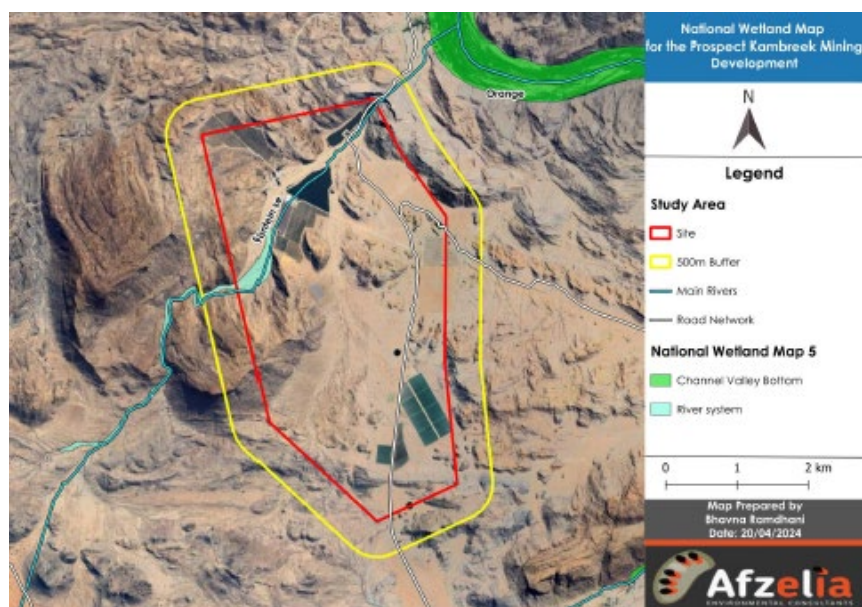 National Wetland Map
for the Prospect Kambreek Mining
Development
N
Legend
Study Area
Site
500m Buffer
Main Rivers
Road Network
National Wetland Map 5
Channel Valley Bottom
River system
0 1 2 km
Map Prepared by
Bhavna Ramdhani
Date: 20/04/2024
Afzelia
ENVIRONMENTAL CONSULTANTS
Orange